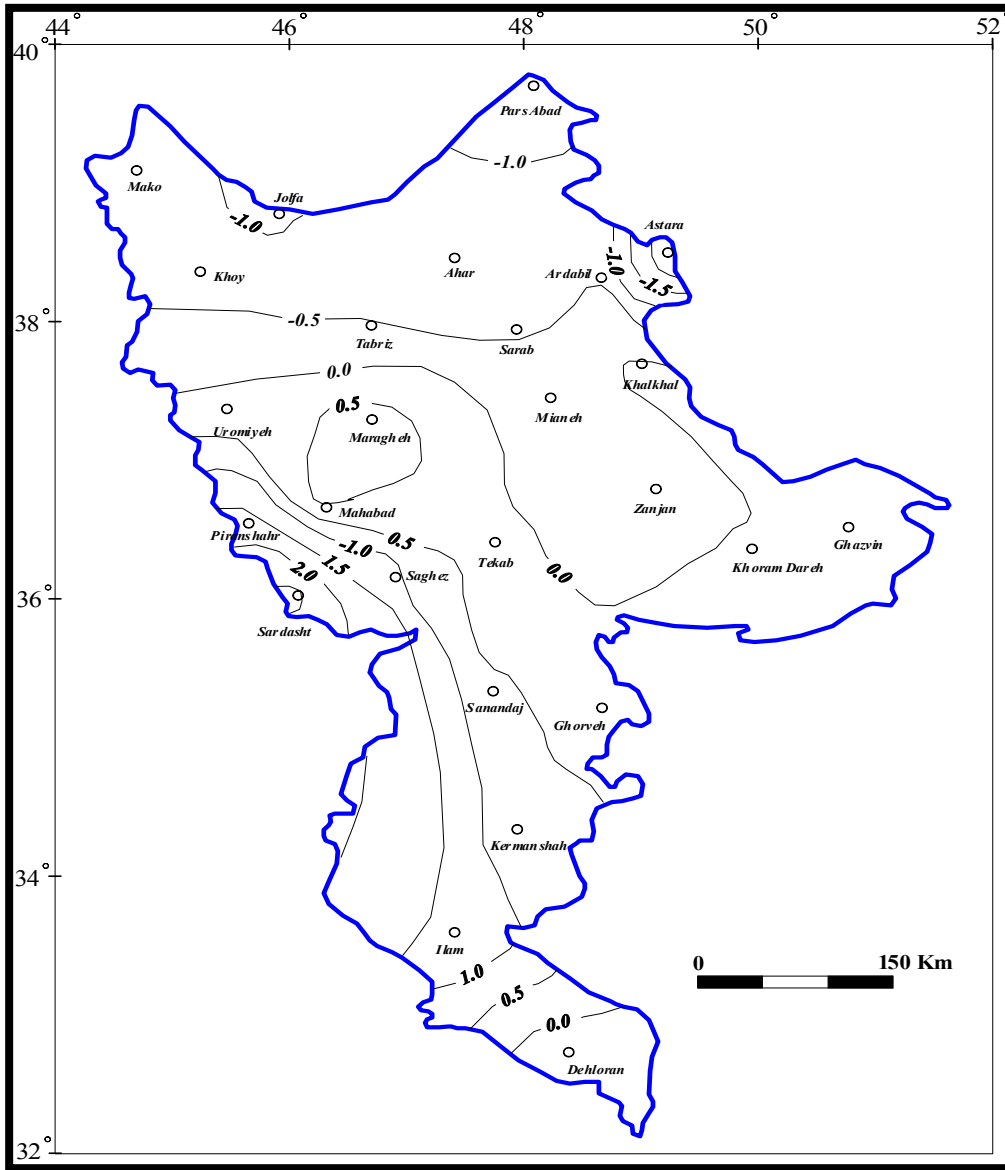 44° 46° 48° 50° 52°
40°
Pars Abad
-1.0
Mako
Jolfa
-1.0
Astara
Khoy
Ahar
Ardabil
-1.0
-1.5
38°
-0.5
Tabriz
Sarab
0.0
Khalkhal
0.5
Mianeh
Uromiyeh
Maragheh
Mahabad
Zanjan
Piranshahr
-1.0
0.5
Ghazvin
1.5
Tekab
Khoram Dareh
2.0
Saghez
0.0
36°
Sardasht
Sanandaj
Ghorveh
Kermanshah
34°
Ilam
0 150 Km
1.0
0.5
0.0
Dehloran
32°